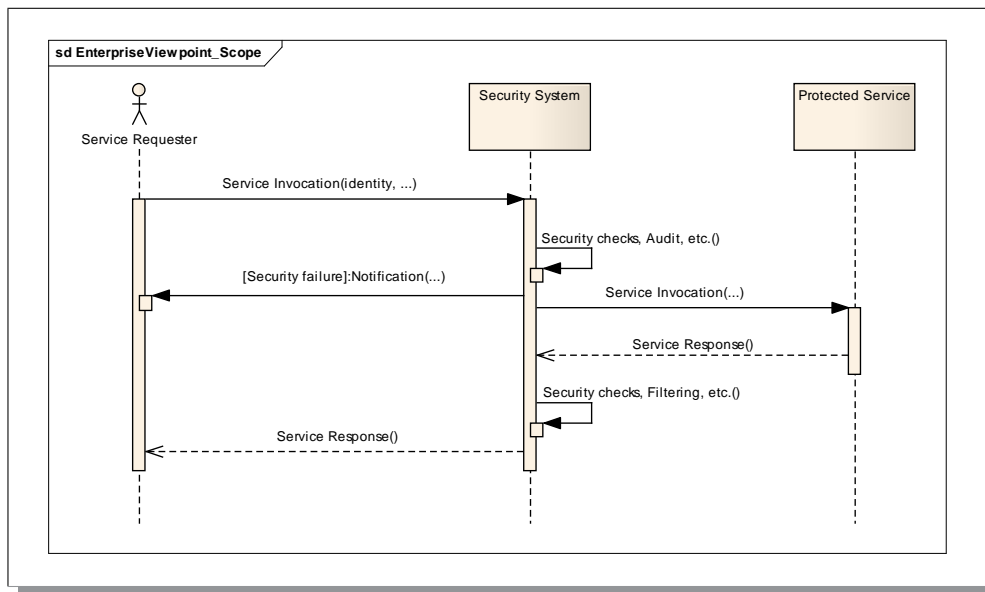 sd EnterpriseViewpoint_Scope
Service Requester
Security System
Protected Service
Service Invocation(identity, ...)
Security checks, Audit, etc.()
[Security failure]:Notification(...)
Service Invocation(...)
Service Response()
Security checks, Filtering, etc.()
Service Response()